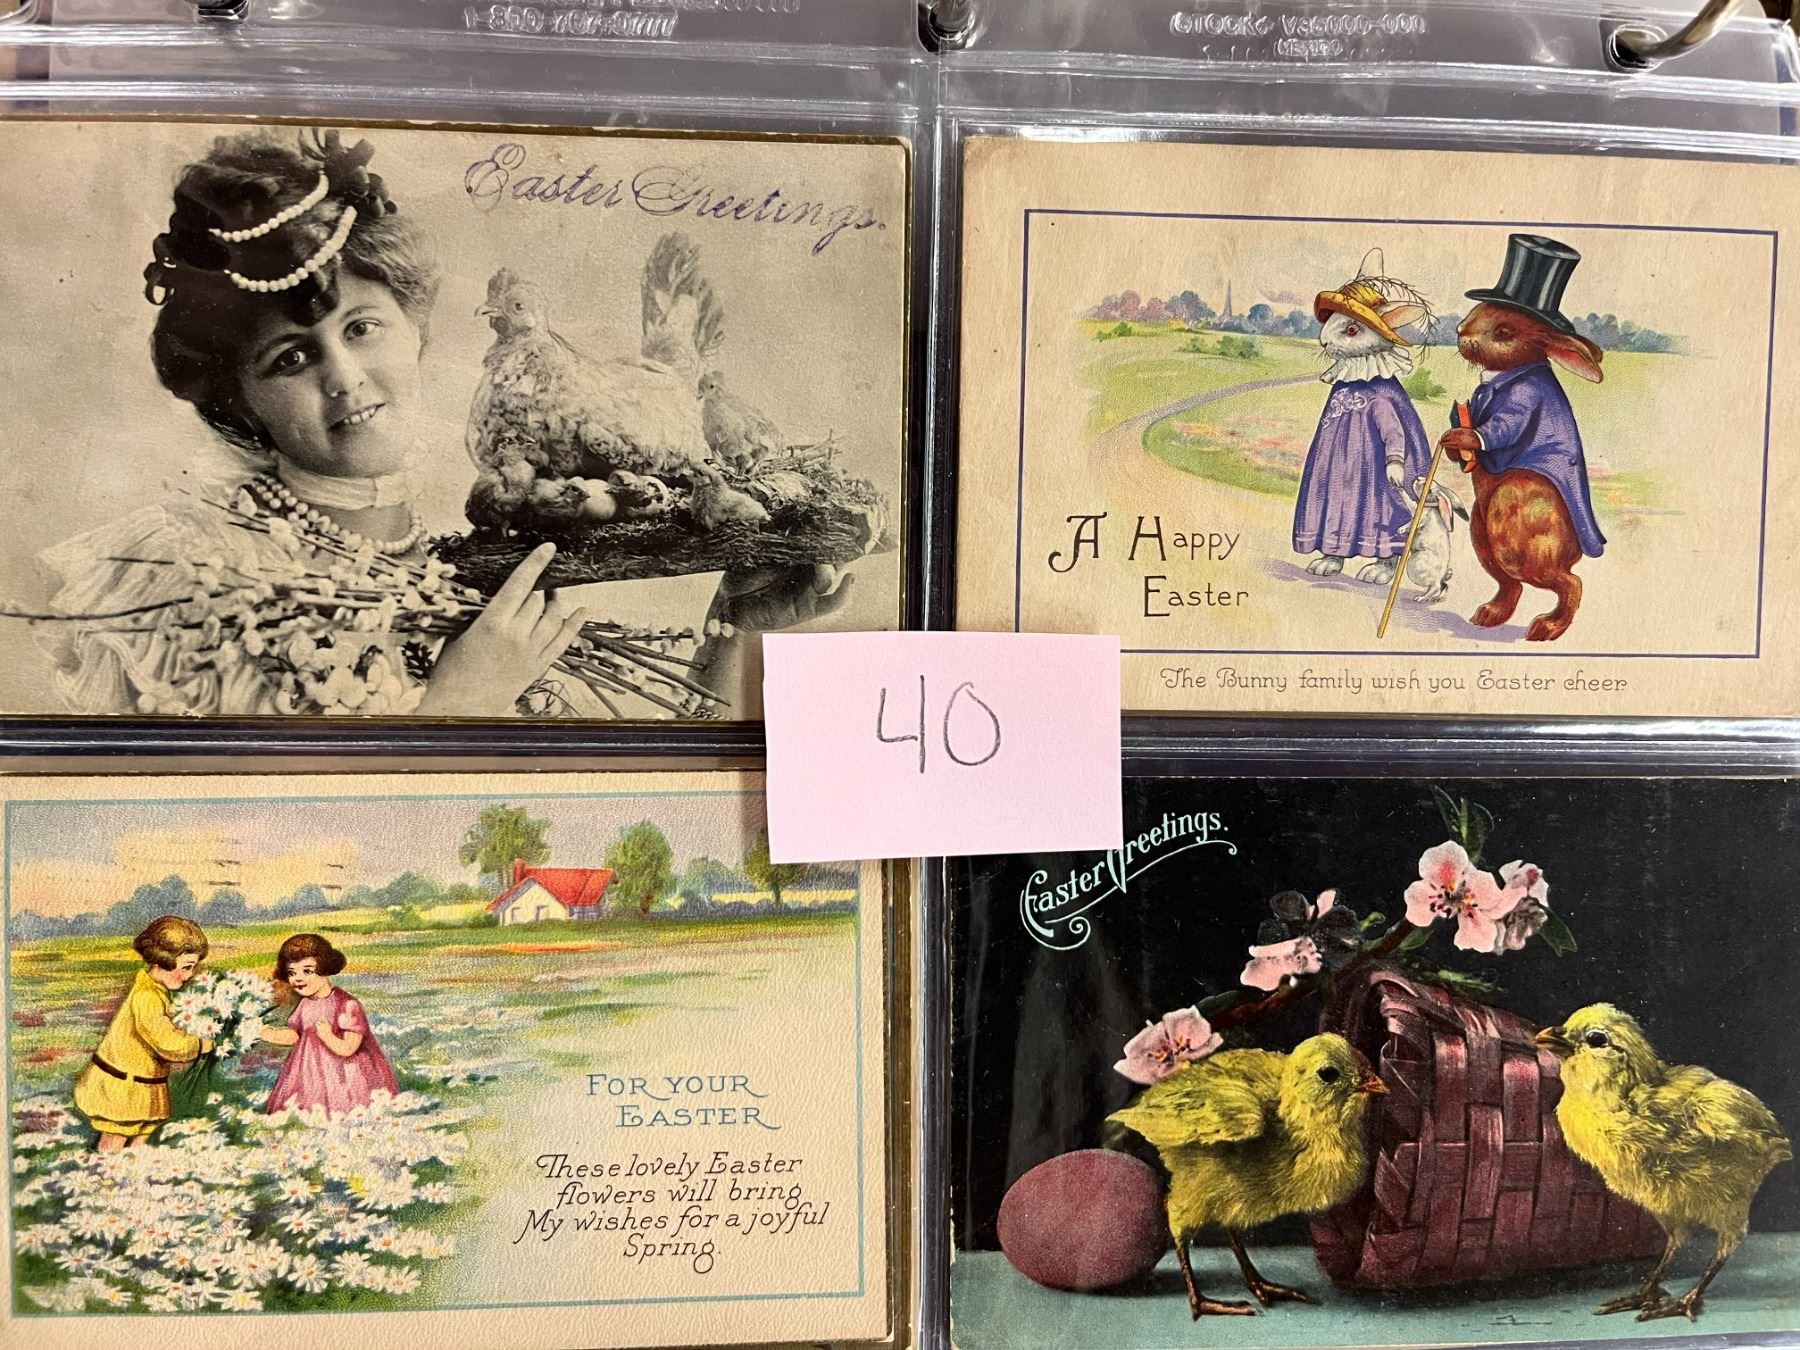 MEXICO
Easter Greetings.
A Happy
Easter
The Bunny family wish you Easter cheer
40
For your
Easter
These lovely Easter
flowers will bring
My wishes for a joyful
Spring.
Easter Greetings.